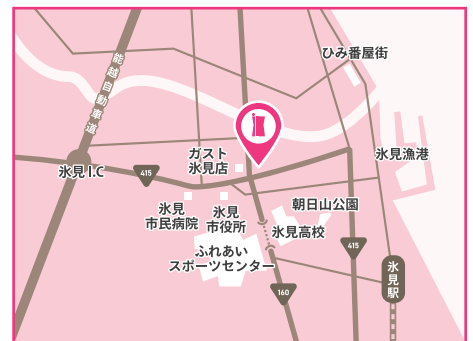 ひみ番屋街
能越自動車道
ガスト
氷見店
氷見漁港
氷見 I.C
415
氷見
市民病院
氷見
市役所
朝日山公園
氷見高校
ふれあい
スポーツセンター
415
氷見駅
160